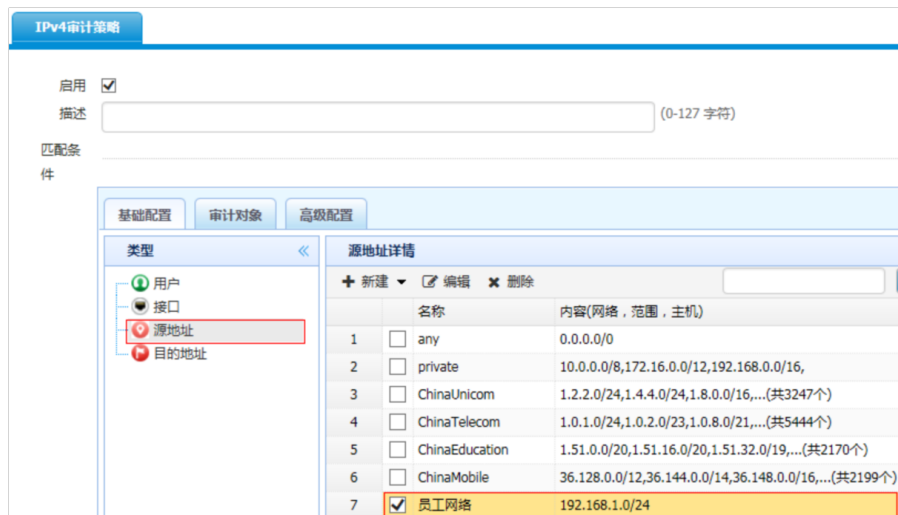 IPv4审计策略
启用
描述 (0-127 字符)
匹配条
件
基础配置 审计对象 高级配置
类型 源地址详情
用户
接口
源地址
目的地址
新建 编辑 删除
名称 内容(网络，范围，主机)
1 any 0.0.0.0/0
2 private 10.0.0.0/8,172.16.0.0/12,192.168.0.0/16,
3 ChinaUnicom 1.2.2.0/24,1.4.4.0/24,1.8.0.0/16,...(共3247个)
4 ChinaTelecom 1.0.1.0/24,1.0.2.0/23,1.0.8.0/21,...(共5444个)
5 ChinaEducation 1.51.0.0/20,1.51.16.0/20,1.51.32.0/19,...(共2170个)
6 ChinaMobile 36.128.0.0/12,36.144.0.0/14,36.148.0.0/16,...(共2199个)
7 员工网络 192.168.1.0/24